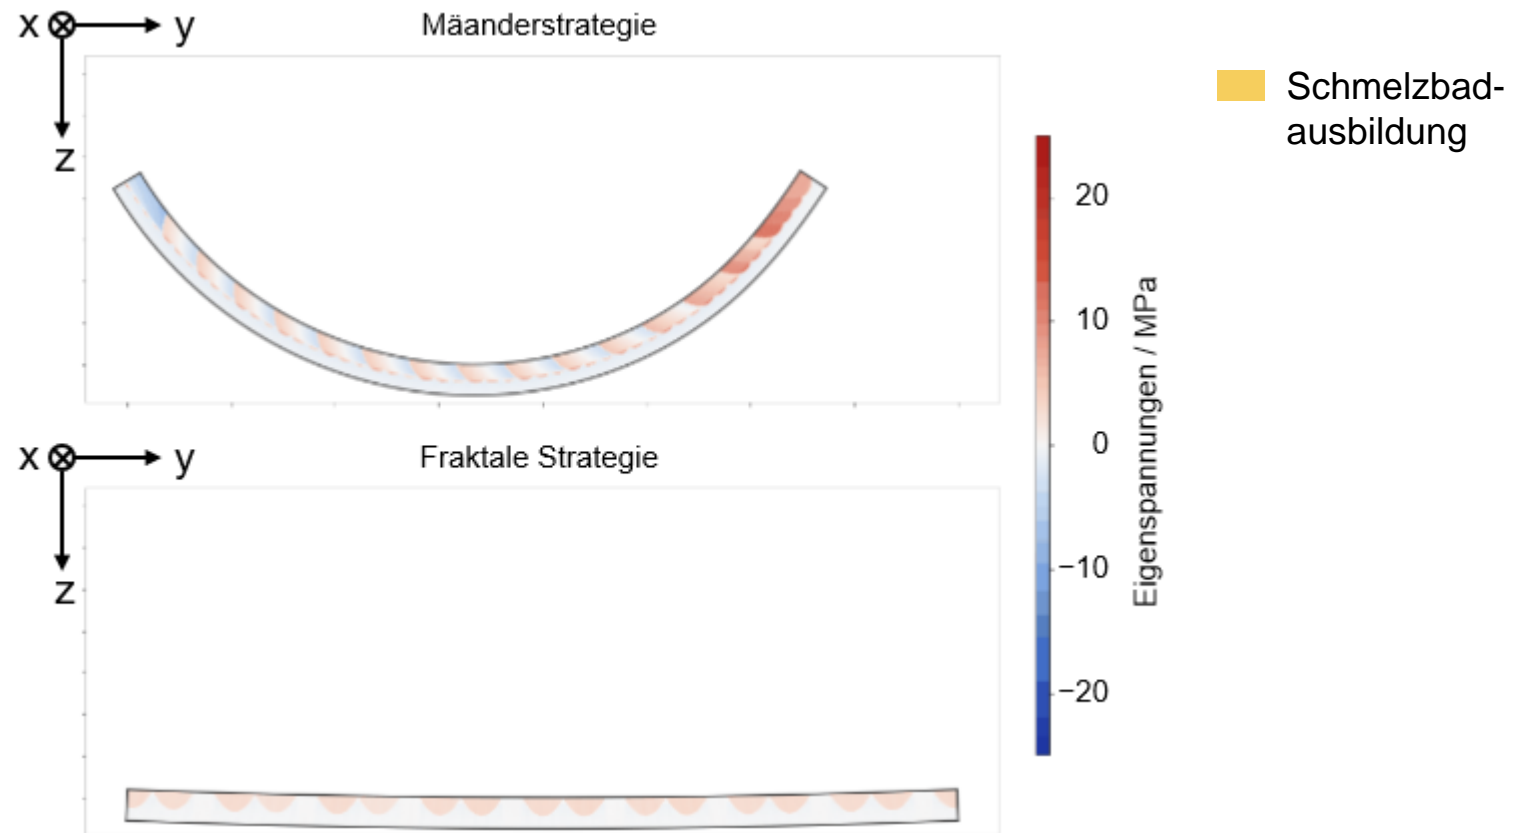 x y
Mäanderstrategie
z
Schmelzbad-
ausbildung
20
10
0
−10
−20
Eigenspannungen / MPa
x y
Fraktale Strategie
z